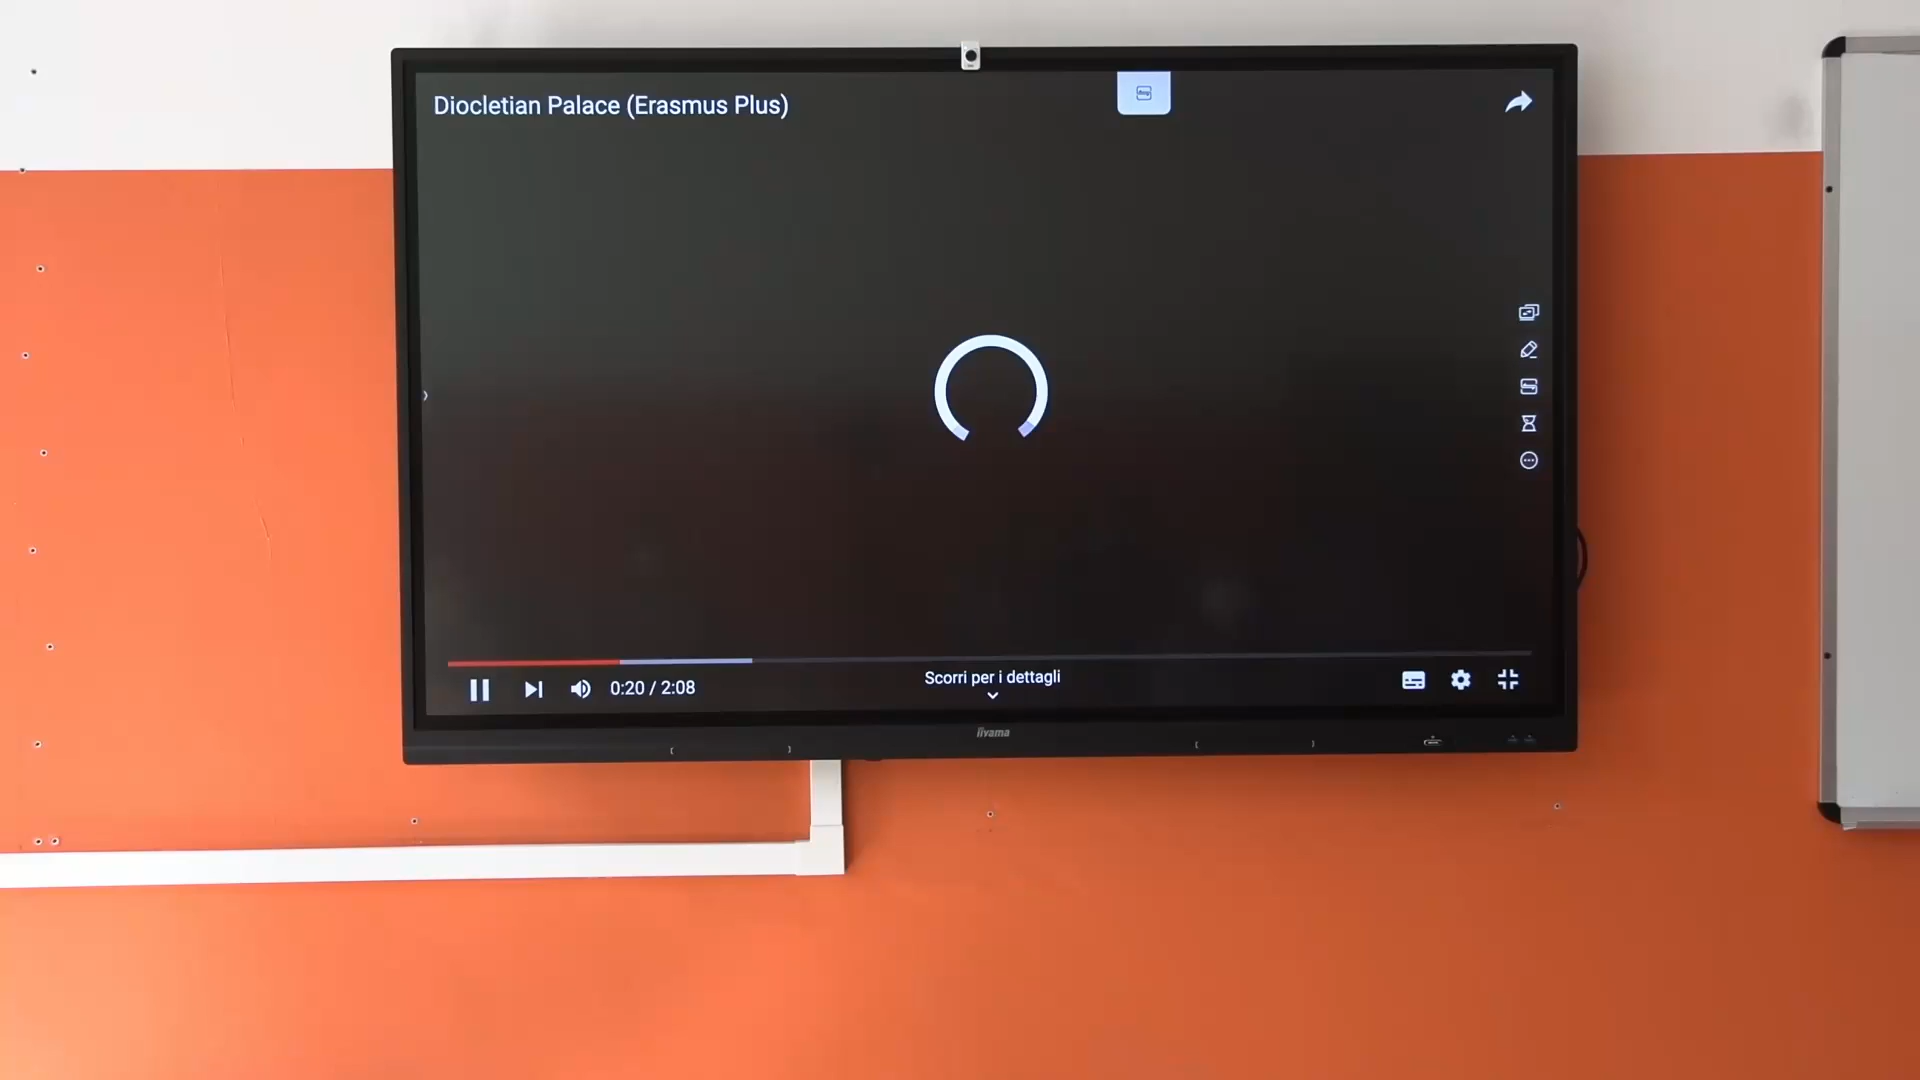 Diocletian Palace (Erasmus Plus)
0:20 / 2:08
Scorri per i dettagli
iiyama